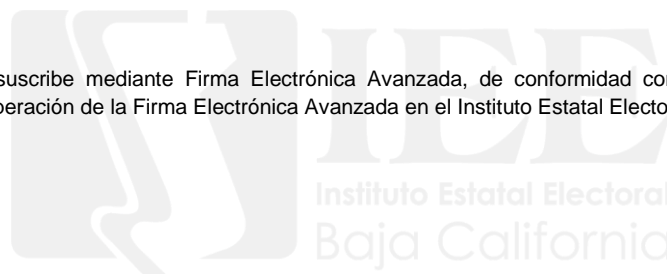 suscribe mediante Firma Electrónica Avanzada, de conformidad con
peración de la Firma Electrónica Avanzada en el Instituto Estatal Electo
IEE
Instituto Estatal Electoral
Baja California